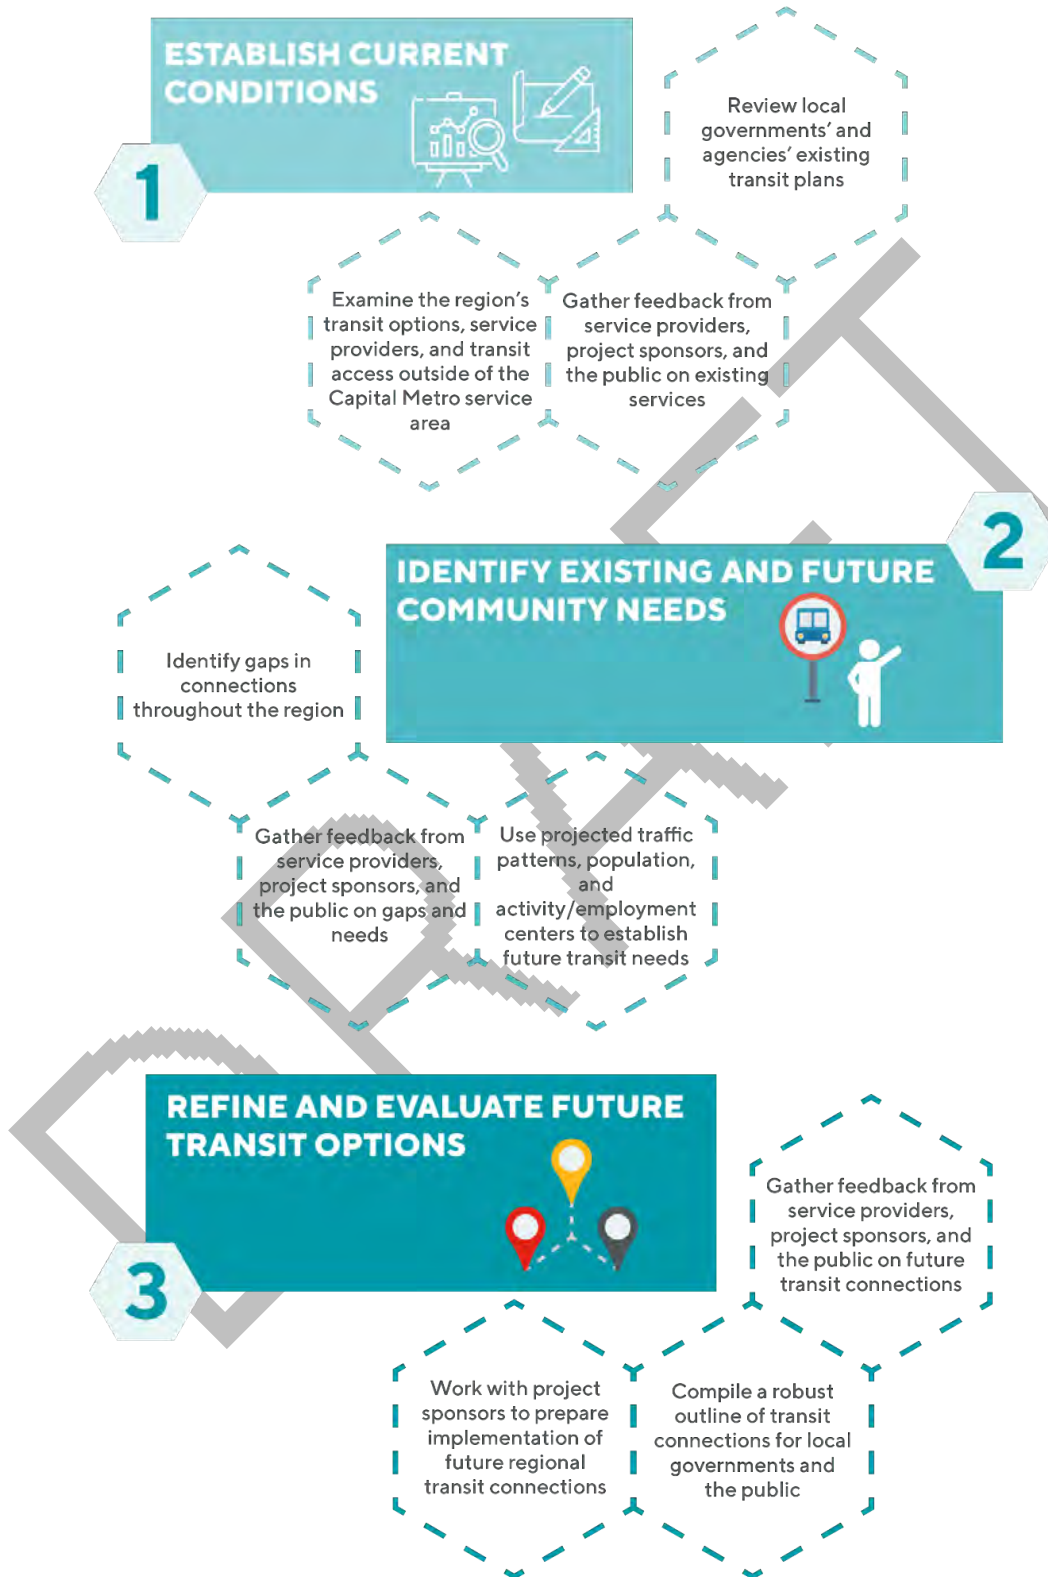 ESTABLISH CURRENT
CONDITIONS
1
Review local
governments' and
agencies' existing
transit plans
Examine the region's
transit options, service
providers, and transit
access outside of the
Capital Metro service
area
Gather feedback from
service providers,
project sponsors, and
the public on existing
services
2
IDENTIFY EXISTING AND FUTURE
COMMUNITY NEEDS
Identify gaps in
connections
throughout the region
Gather feedback from
service providers,
project sponsors, and
the public on gaps and
needs
Use projected traffic
patterns, population,
and
activity/employment
centers to establish
future transit needs
REFINE AND EVALUATE FUTURE
TRANSIT OPTIONS
3
Gather feedback from
service providers,
project sponsors, and
the public on future
transit connections
Work with project
sponsors to prepare
implementation of
future regional
transit connections
Compile a robust
outline of transit
connections for local
governments and
the public
DRAFT